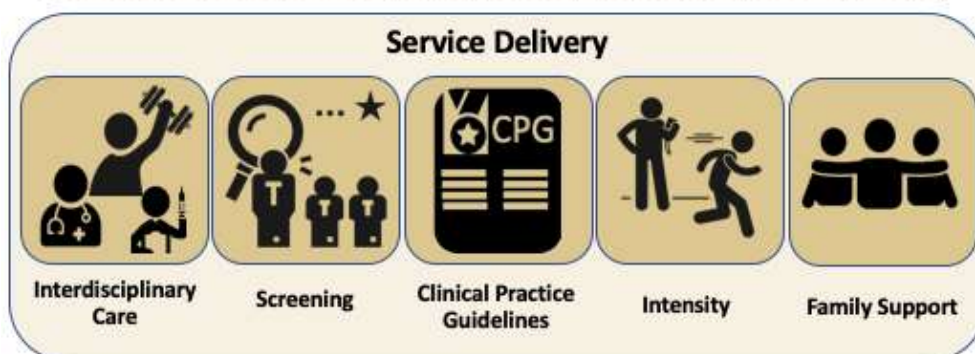 Service Delivery
... 
CPG
T T T
Interdisciplinary
Care
Screening
Clinical Practice
Guidelines
Intensity
Family Support